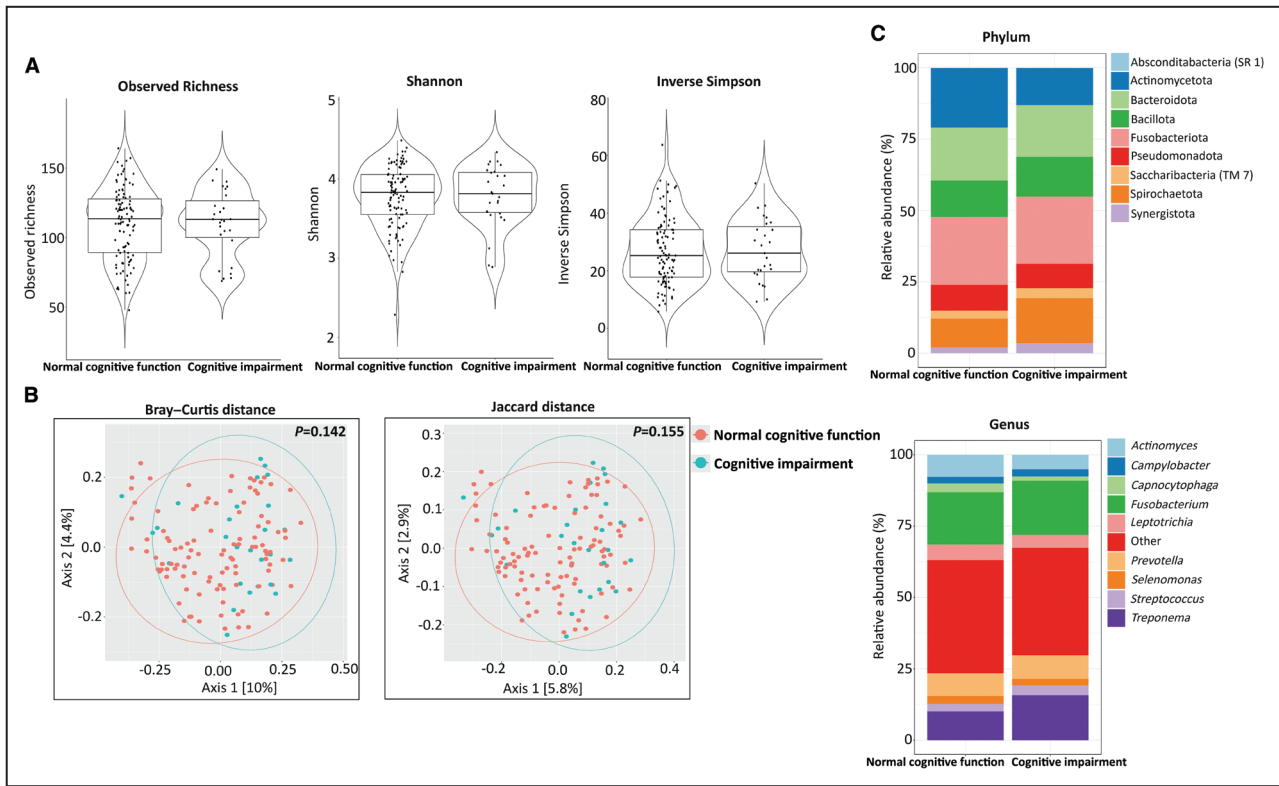 A
Observed Richness
Observed richness
150
100
50
Normal cognitive function
Cognitive impairment
Shannon
Shannon
5
4
3
2
Normal cognitive function
Cognitive impairment
Inverse Simpson
Inverse Simpson
80
60
40
20
0
Normal cognitive function
Cognitive impairment
B
Bray–Curtis distance
P=0.142
Axis 2 [4.4%]
0.2
0.0
-0.2
-0.25
0.00
0.25
0.50
Axis 1 [10%]
Jaccard distance
P=0.155
Axis 2 [2.9%]
0.3
0.2
0.1
0.0
-0.1
-0.2
-0.2
0.0
0.2
0.4
Axis 1 [5.8%]
Normal cognitive function
Cognitive impairment
C
Phylum
Relative abundance (%)
100
75
50
25
0
Normal cognitive function
Cognitive impairment
Absconditabacteria (SR 1)
Actinomycetota
Bacteroidota
Bacillota
Fusobacteriota
Pseudomonadota
Saccharibacteria (TM 7)
Spirochaetota
Synergistota
Genus
Relative abundance (%)
100
75
50
25
0
Normal cognitive function
Cognitive impairment
Actinomyces
Campylobacter
Capnocytophaga
Fusobacterium
Leptotrichia
Other
Prevotella
Selenomonas
Streptococcus
Treponema